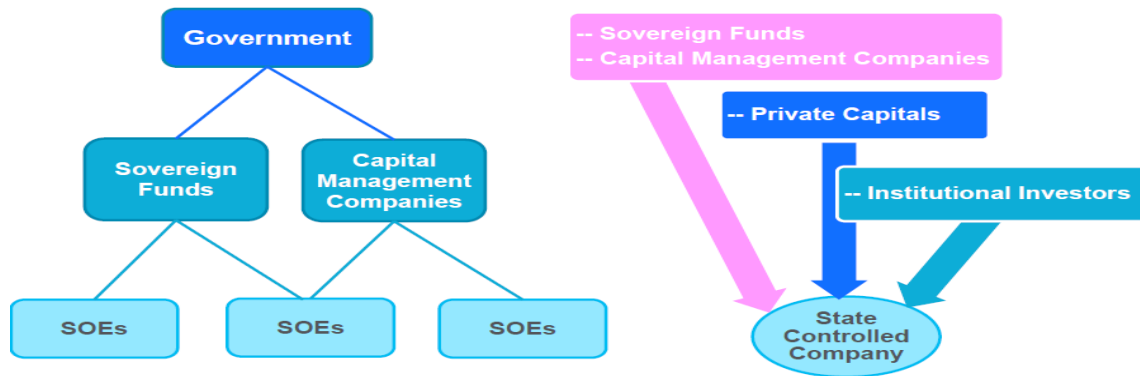 Government
Sovereign
Funds
Capital
Management
Companies
SOEs
SOEs
SOEs
-- Sovereign Funds
-- Capital Management Companies
-- Private Capitals
-- Institutional Investors
State
Controlled
Company